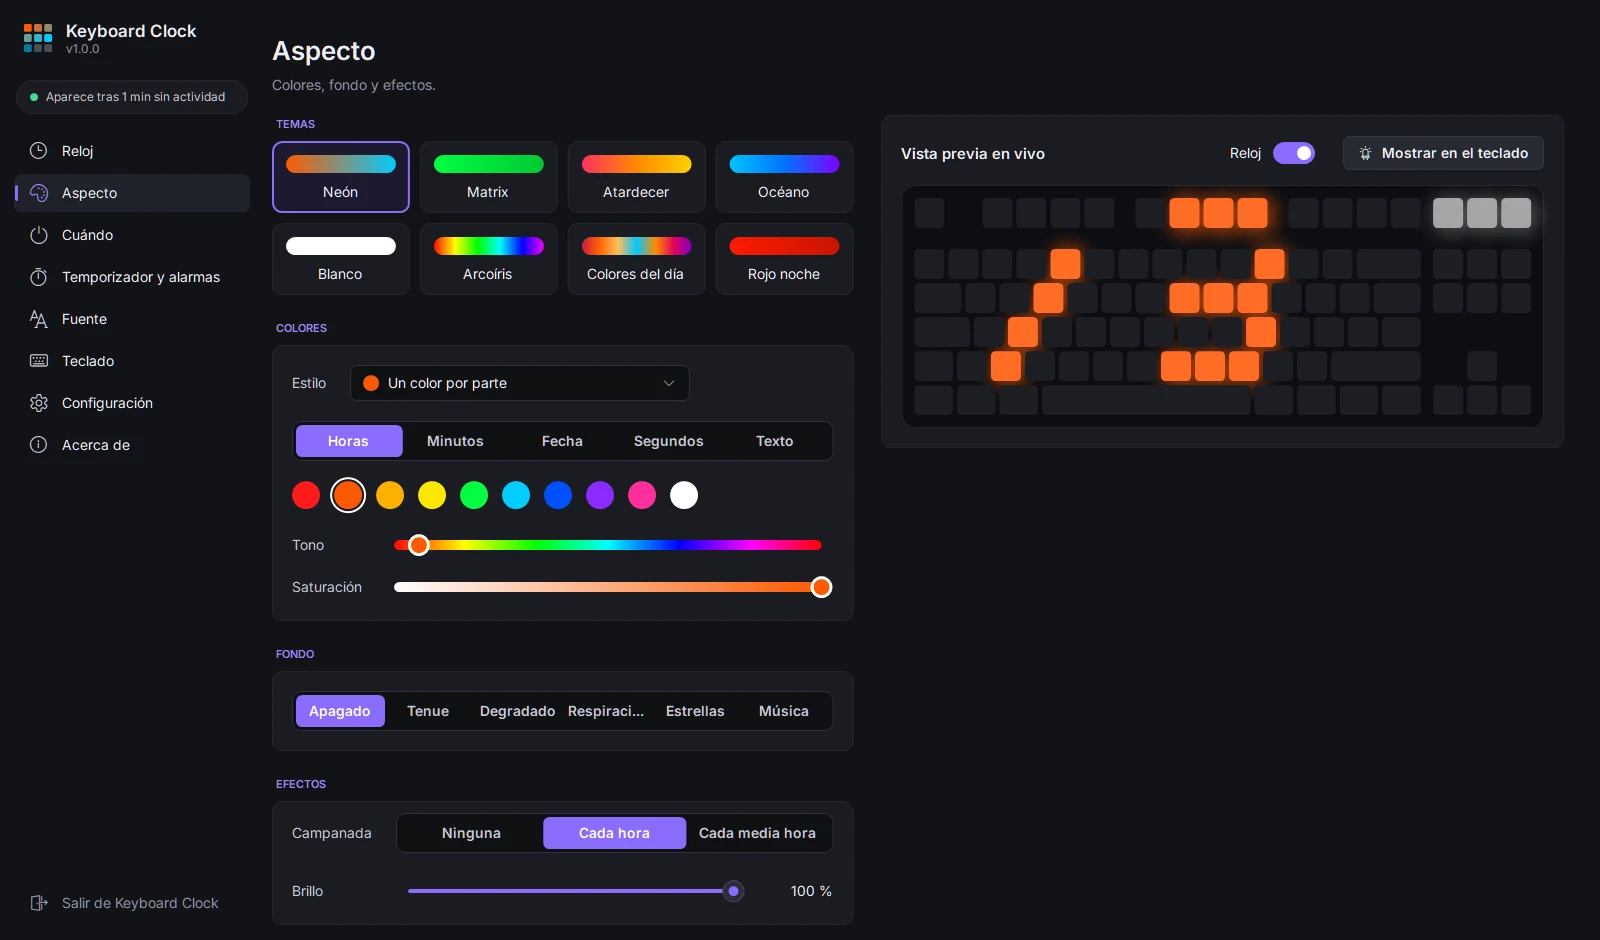 Keyboard Clock
v1.0.0
Aparece tras 1 min sin actividad
Reloj
Aspecto
Cuándo
Temporizador y alarmas
Fuente
Teclado
Configuración
Acerca de
Salir de Keyboard Clock
Aspecto
Colores, fondo y efectos.
TEMAS
Neón
Matrix
Atardecer
Océano
Blanco
Arcoíris
Colores del día
Rojo noche
COLORES
Estilo
Un color por parte
Horas
Minutos
Fecha
Segundos
Texto
Tono
Saturación
FONDO
Apagado
Tenue
Degradado
Respiraci...
Estrellas
Música
EFECTOS
Campanada
Ninguna
Cada hora
Cada media hora
Brillo
100 %
Vista previa en vivo
Reloj
Mostrar en el teclado